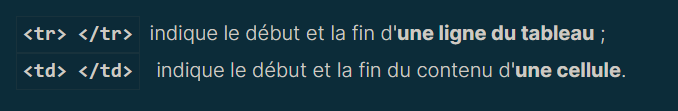 <tr> </tr> indique le début et la fin d'une ligne du tableau ;
<td> </td> indique le début et la fin du contenu d'une cellule.